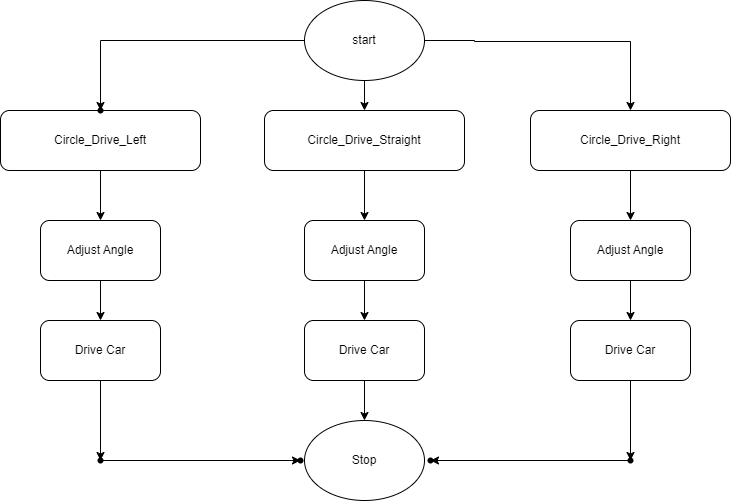 start
Circle_Drive_Left
Circle_Drive_Straight
Circle_Drive_Right
Adjust Angle
Adjust Angle
Adjust Angle
Drive Car
Drive Car
Drive Car
Stop